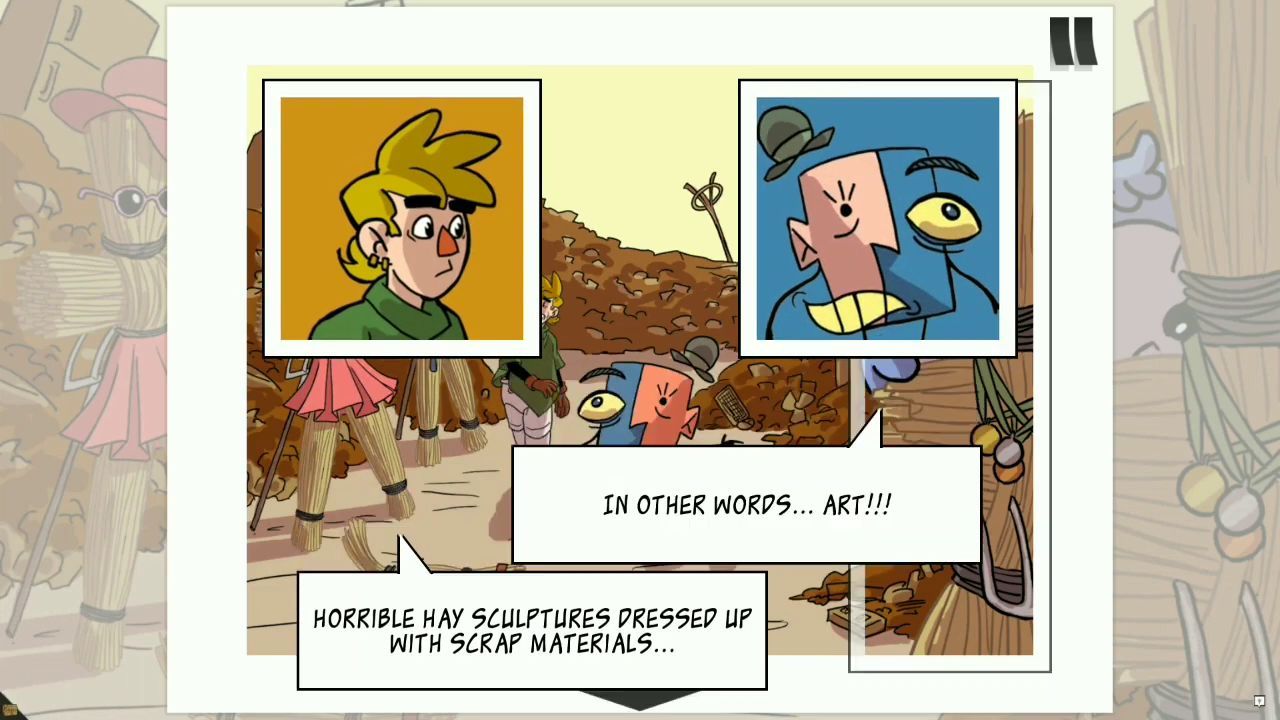 IN OTHER WORDS... ART!!!
HORRIBLE HAY SCULPTURES DRESSED UP
WITH SCRAP MATERIALS...